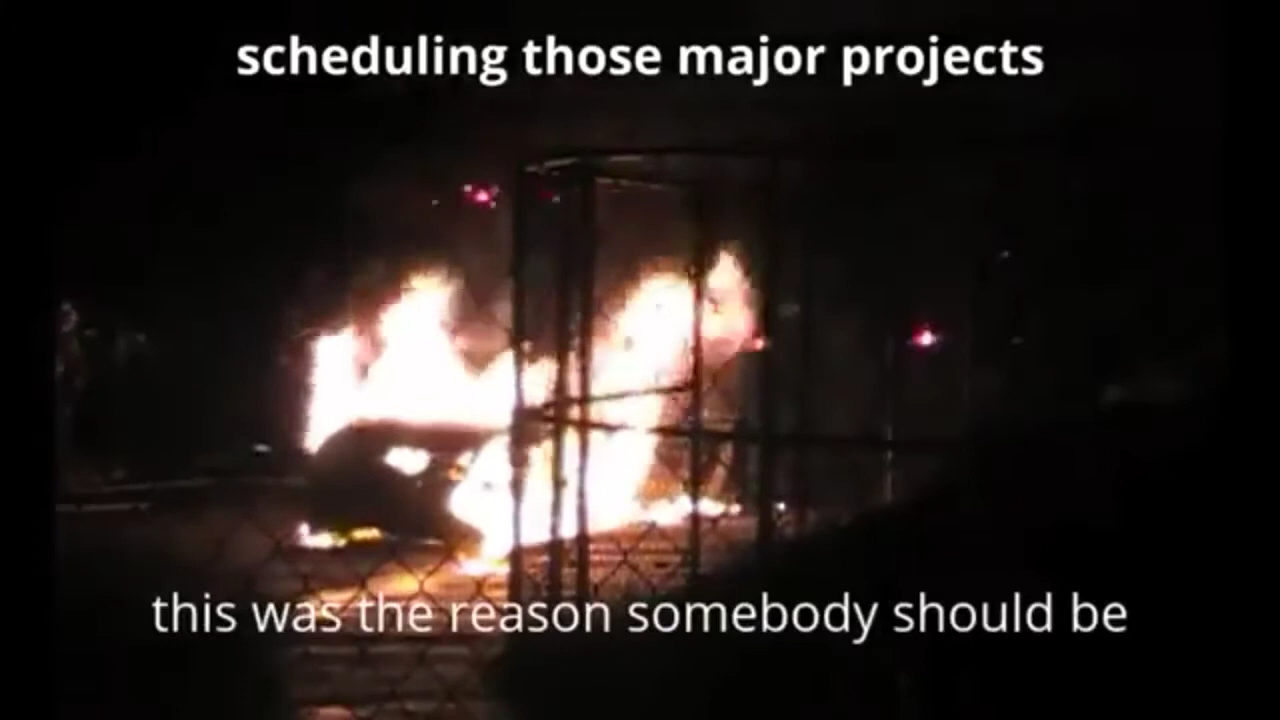 scheduling those major projects
this was the reason somebody should be